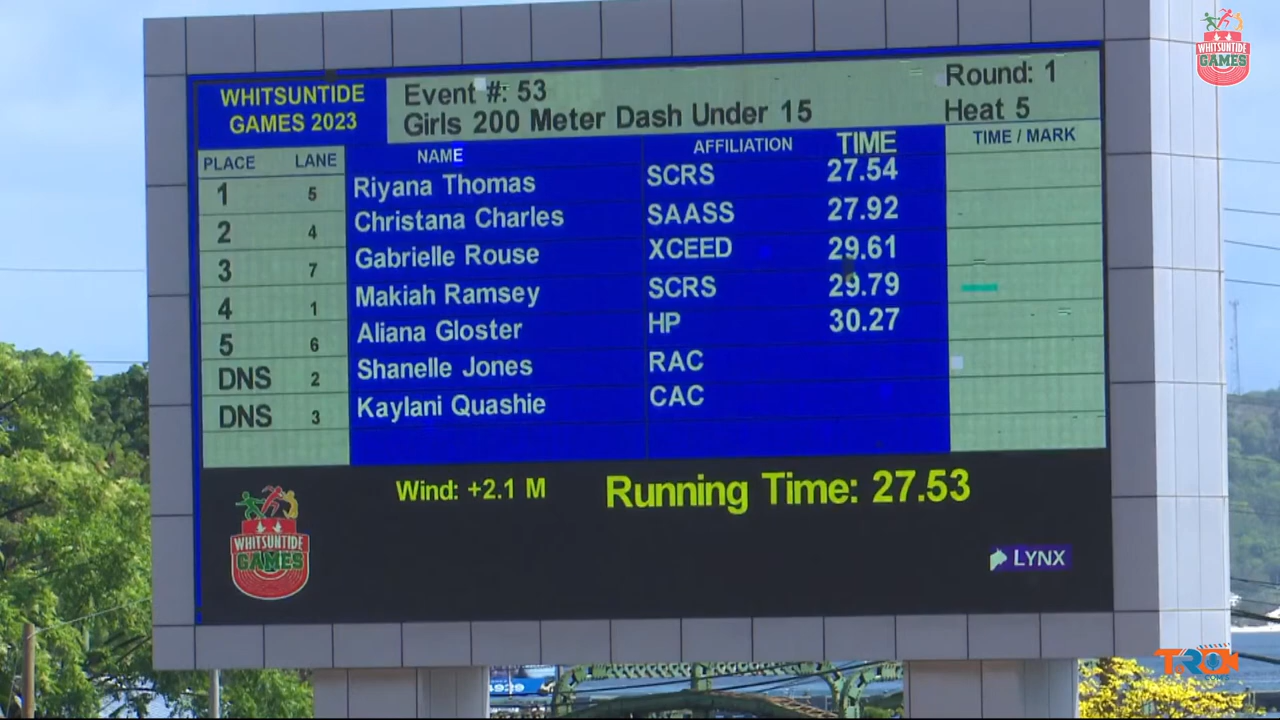 WHITSUNTIDE
GAMES
WHITSUNTIDE
GAMES 2023
Event #: 53
Girls 200 Meter Dash Under 15
Round: 1
Heat 5
PLACE LANE NAME AFFILIATION TIME TIME / MARK
1 5 Riyana Thomas SCRS 27.54
2 4 Christana Charles SAASS 27.92
3 7 Gabrielle Rouse XCEED 29.61
4 1 Makiah Ramsey SCRS 29.79
5 6 Aliana Gloster HP 30.27
DNS 2 Shanelle Jones RAC
DNS 3 Kaylani Quashie CAC
Wind: +2.1 M
Running Time: 27.53
WHITSUNTIDE
GAMES
LYNX
TRON